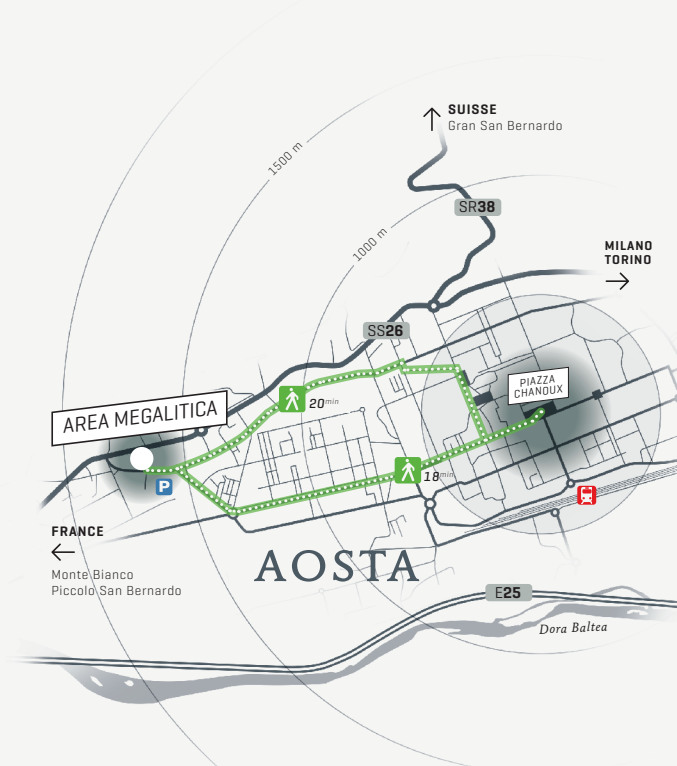 SUISSE
Gran San Bernardo
1500 m
SR38
1000 m
MILANO
TORINO
SS26
PIAZZA
CHANOUX
20min
AREA MEGALITICA
18min
P
FRANCE
Monte Bianco
Piccolo San Bernardo
AOSTA
E25
Dora Baltea